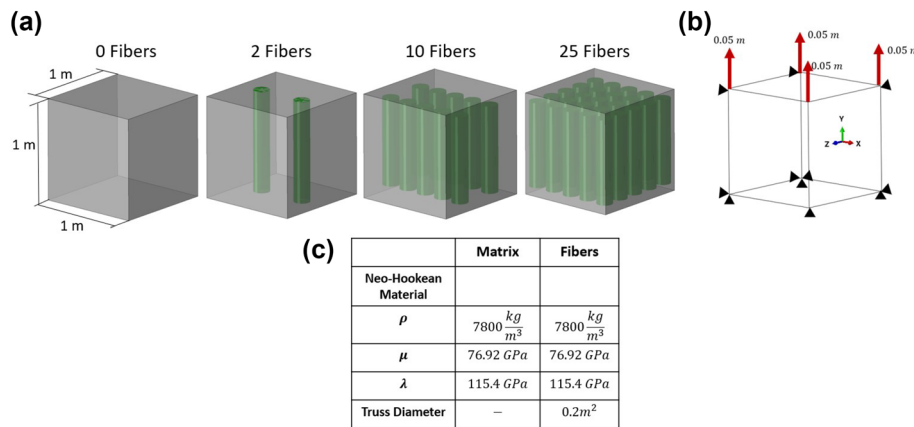 (a)
0 Fibers
2 Fibers
10 Fibers
25 Fibers
1 m
1 m
1 m
(b)
0.05 m
0.05 m
0.05 m
0.05 m
Y
Z
X
(c)
Matrix
Fibers
Neo-Hookean
Material
ρ
7800 kg/m³
7800 kg/m³
μ
76.92 GPa
76.92 GPa
λ
115.4 GPa
115.4 GPa
Truss Diameter
–
0.2m²